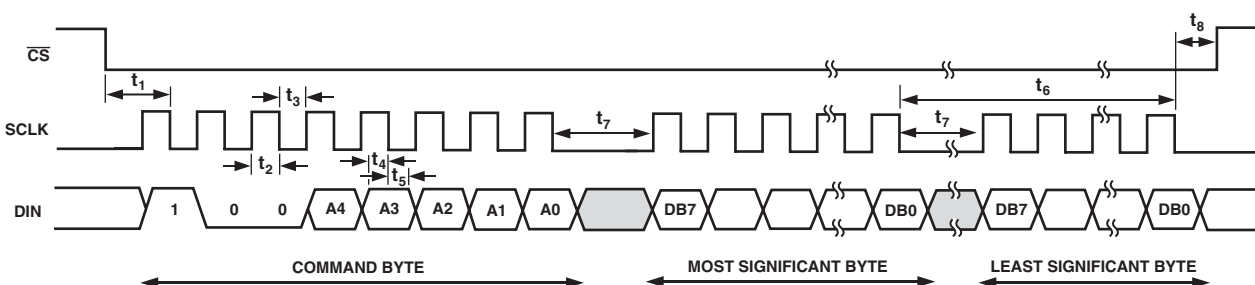 CS
t8
t1
t3
t6
SCLK
t7
t7
t2
t4
t5
DIN
1 0 0 A4 A3 A2 A1 A0 DB7 DB0 DB7 DB0
COMMAND BYTE MOST SIGNIFICANT BYTE LEAST SIGNIFICANT BYTE